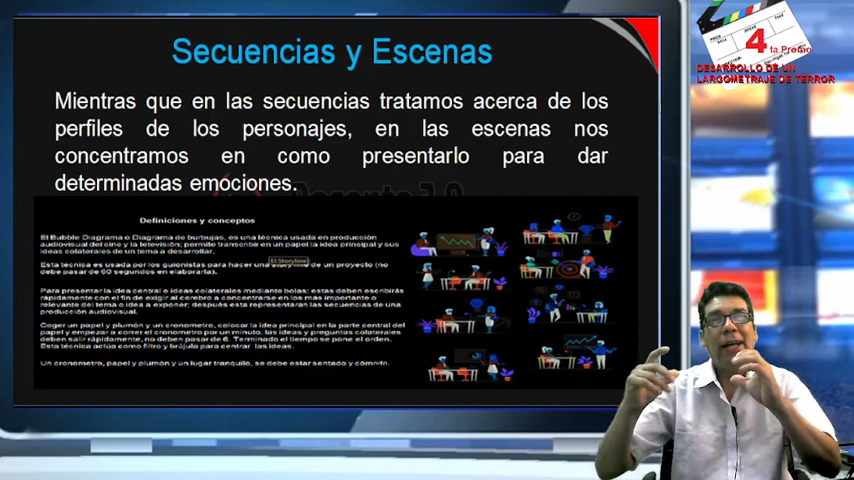 Secuencias y Escenas
Mientras que en las secuencias tratamos acerca de los
perfiles de los personajes, en las escenas nos
concentramos en como presentarlo para dar
determinadas emociones.
Definiciones y conceptos
El Bubble Diagrama o Diagrama de burbujas, es una técnica usada en producción
audiovisual del cine y la televisión; permite transcribir en un papel la idea principal y sus
ideas colaterales de un tema a desarrollar.
El Storyline
Esta técnica es usada por los guionistas para hacer una storyline de un proyecto (no
debe pasar de 60 segundos en elaborarla).
Para presentar la idea central e ideas colaterales mediante bolas; estas deben escribirás
rápidamente con el fin de exigir al cerebro a concentrarse en los más importante o
relevante del tema o idea a exponer; después esta representaran las secuencias de una
producción audiovisual.
Coger un papel y plumón y un cronometro, colocar la idea principal en la parte central del
papel y empezar a correr el cronometro por un minuto, las ideas y preguntas colaterales
deben salir rápidamente, no deben pasar de 6. Terminado el tiempo se pone el orden.
Esta técnica actúa como filtro y brújula para centrar las ideas.
Un cronometro, papel y plumón y un lugar tranquilo, se debe estar sentado y cómodo.
4
ta Promo
DESARROLLO DE UN
LARGOMETRAJE DE TERROR